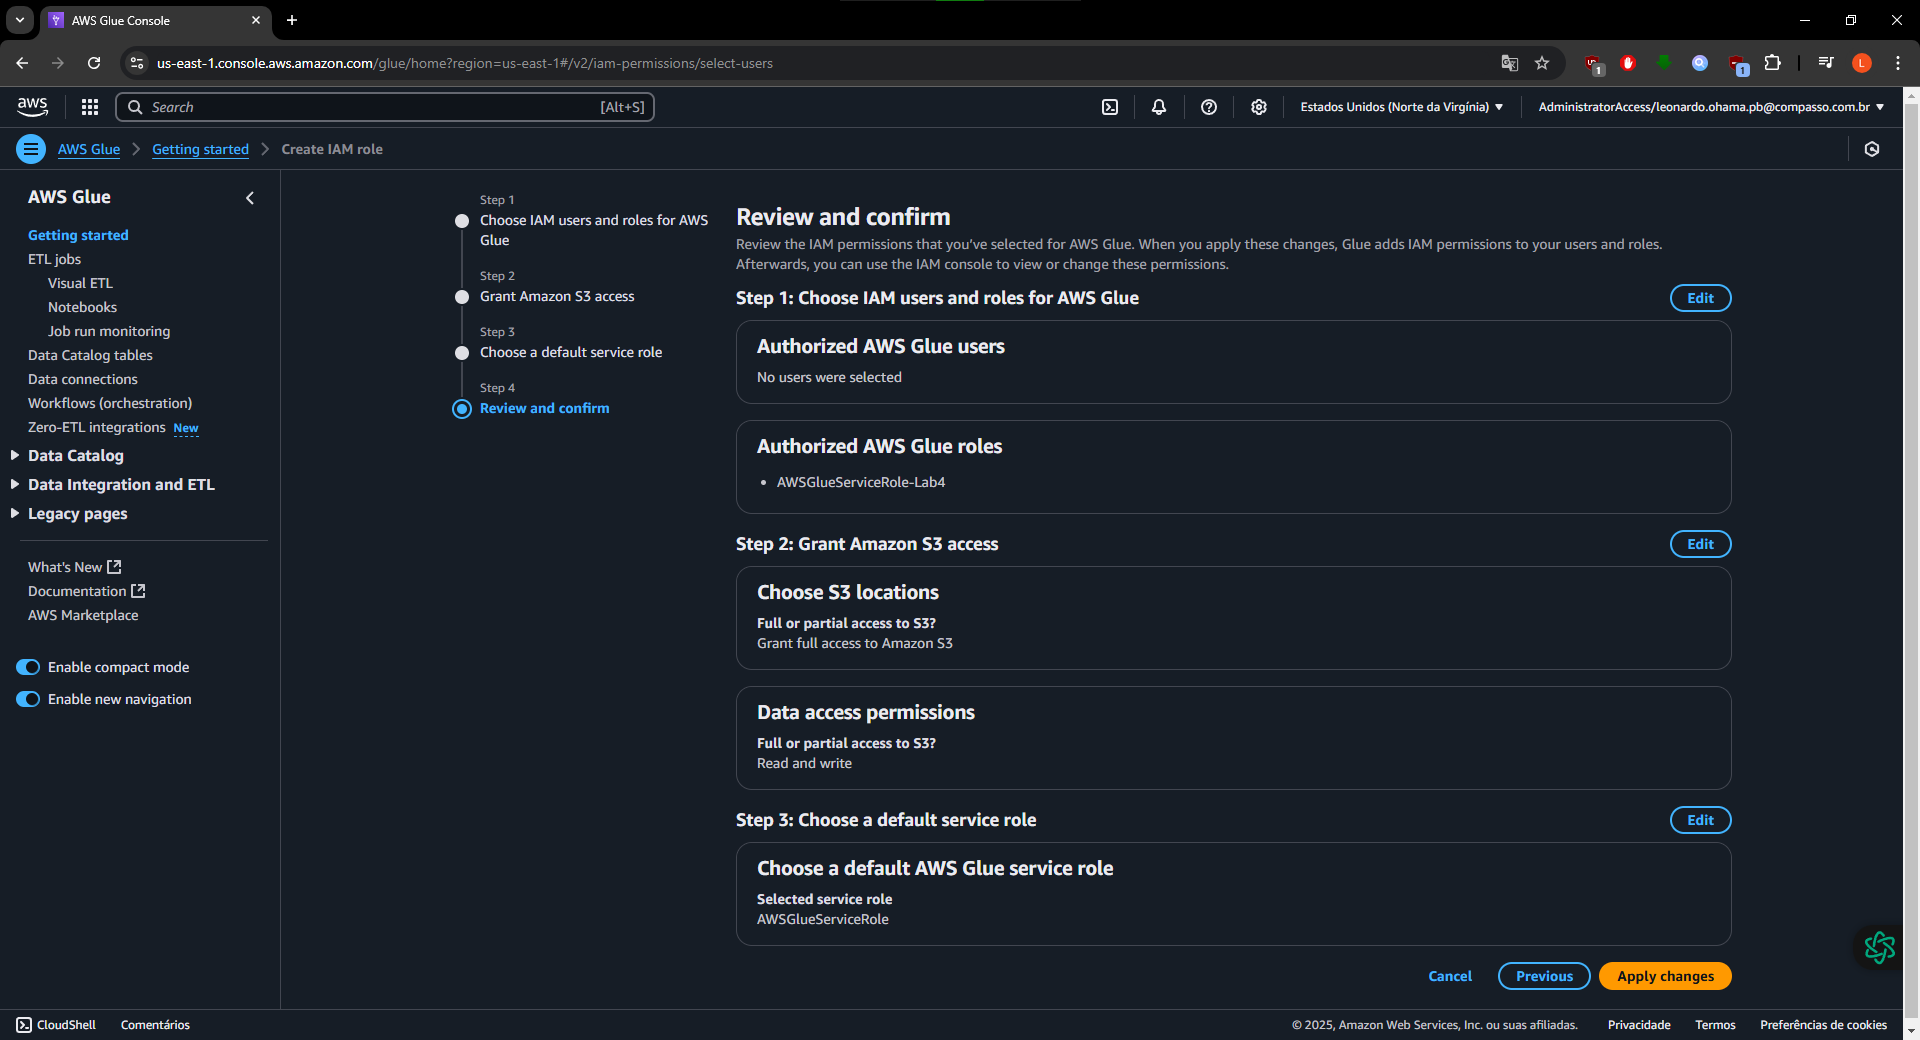 AWS Glue Console
us-east-1.console.aws.amazon.com/glue/home?region=us-east-1#/v2/iam-permissions/select-users
1
1
L
aws
Search
[Alt+S]
Estados Unidos (Norte da Virgínia)
AdministratorAccess/leonardo.ohama.pb@compasso.com.br
AWS Glue
Getting started
Create IAM role
AWS Glue
Getting started
ETL jobs
Visual ETL
Notebooks
Job run monitoring
Data Catalog tables
Data connections
Workflows (orchestration)
Zero-ETL integrations New
Data Catalog
Data Integration and ETL
Legacy pages
What's New
Documentation
AWS Marketplace
Enable compact mode
Enable new navigation
Step 1
Choose IAM users and roles for AWS
Glue
Step 2
Grant Amazon S3 access
Step 3
Choose a default service role
Step 4
Review and confirm
Review and confirm
Review the IAM permissions that you've selected for AWS Glue. When you apply these changes, Glue adds IAM permissions to your users and roles.
Afterwards, you can use the IAM console to view or change these permissions.
Step 1: Choose IAM users and roles for AWS Glue
Edit
Authorized AWS Glue users
No users were selected
Authorized AWS Glue roles
• AWSGlueServiceRole-Lab4
Step 2: Grant Amazon S3 access
Edit
Choose S3 locations
Full or partial access to S3?
Grant full access to Amazon S3
Data access permissions
Full or partial access to S3?
Read and write
Step 3: Choose a default service role
Edit
Choose a default AWS Glue service role
Selected service role
AWSGlueServiceRole
Cancel
Previous
Apply changes
CloudShell
Comentários
© 2025, Amazon Web Services, Inc. ou suas afiliadas.
Privacidade
Termos
Preferências de cookies